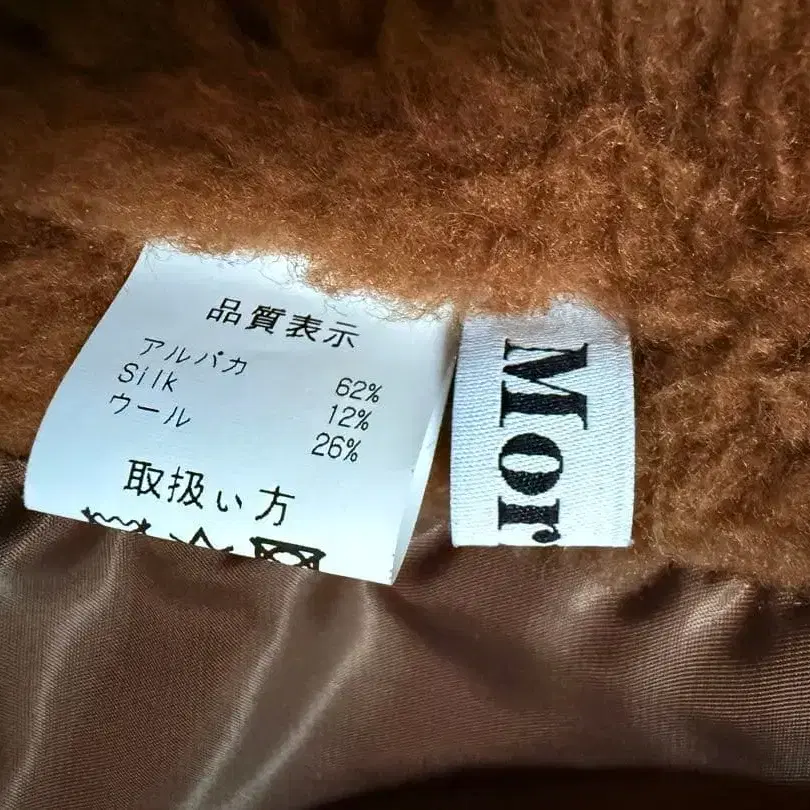 品質表示
アルパカ 62%
Silk 12%
ウール 26%
取扱い方
Mor